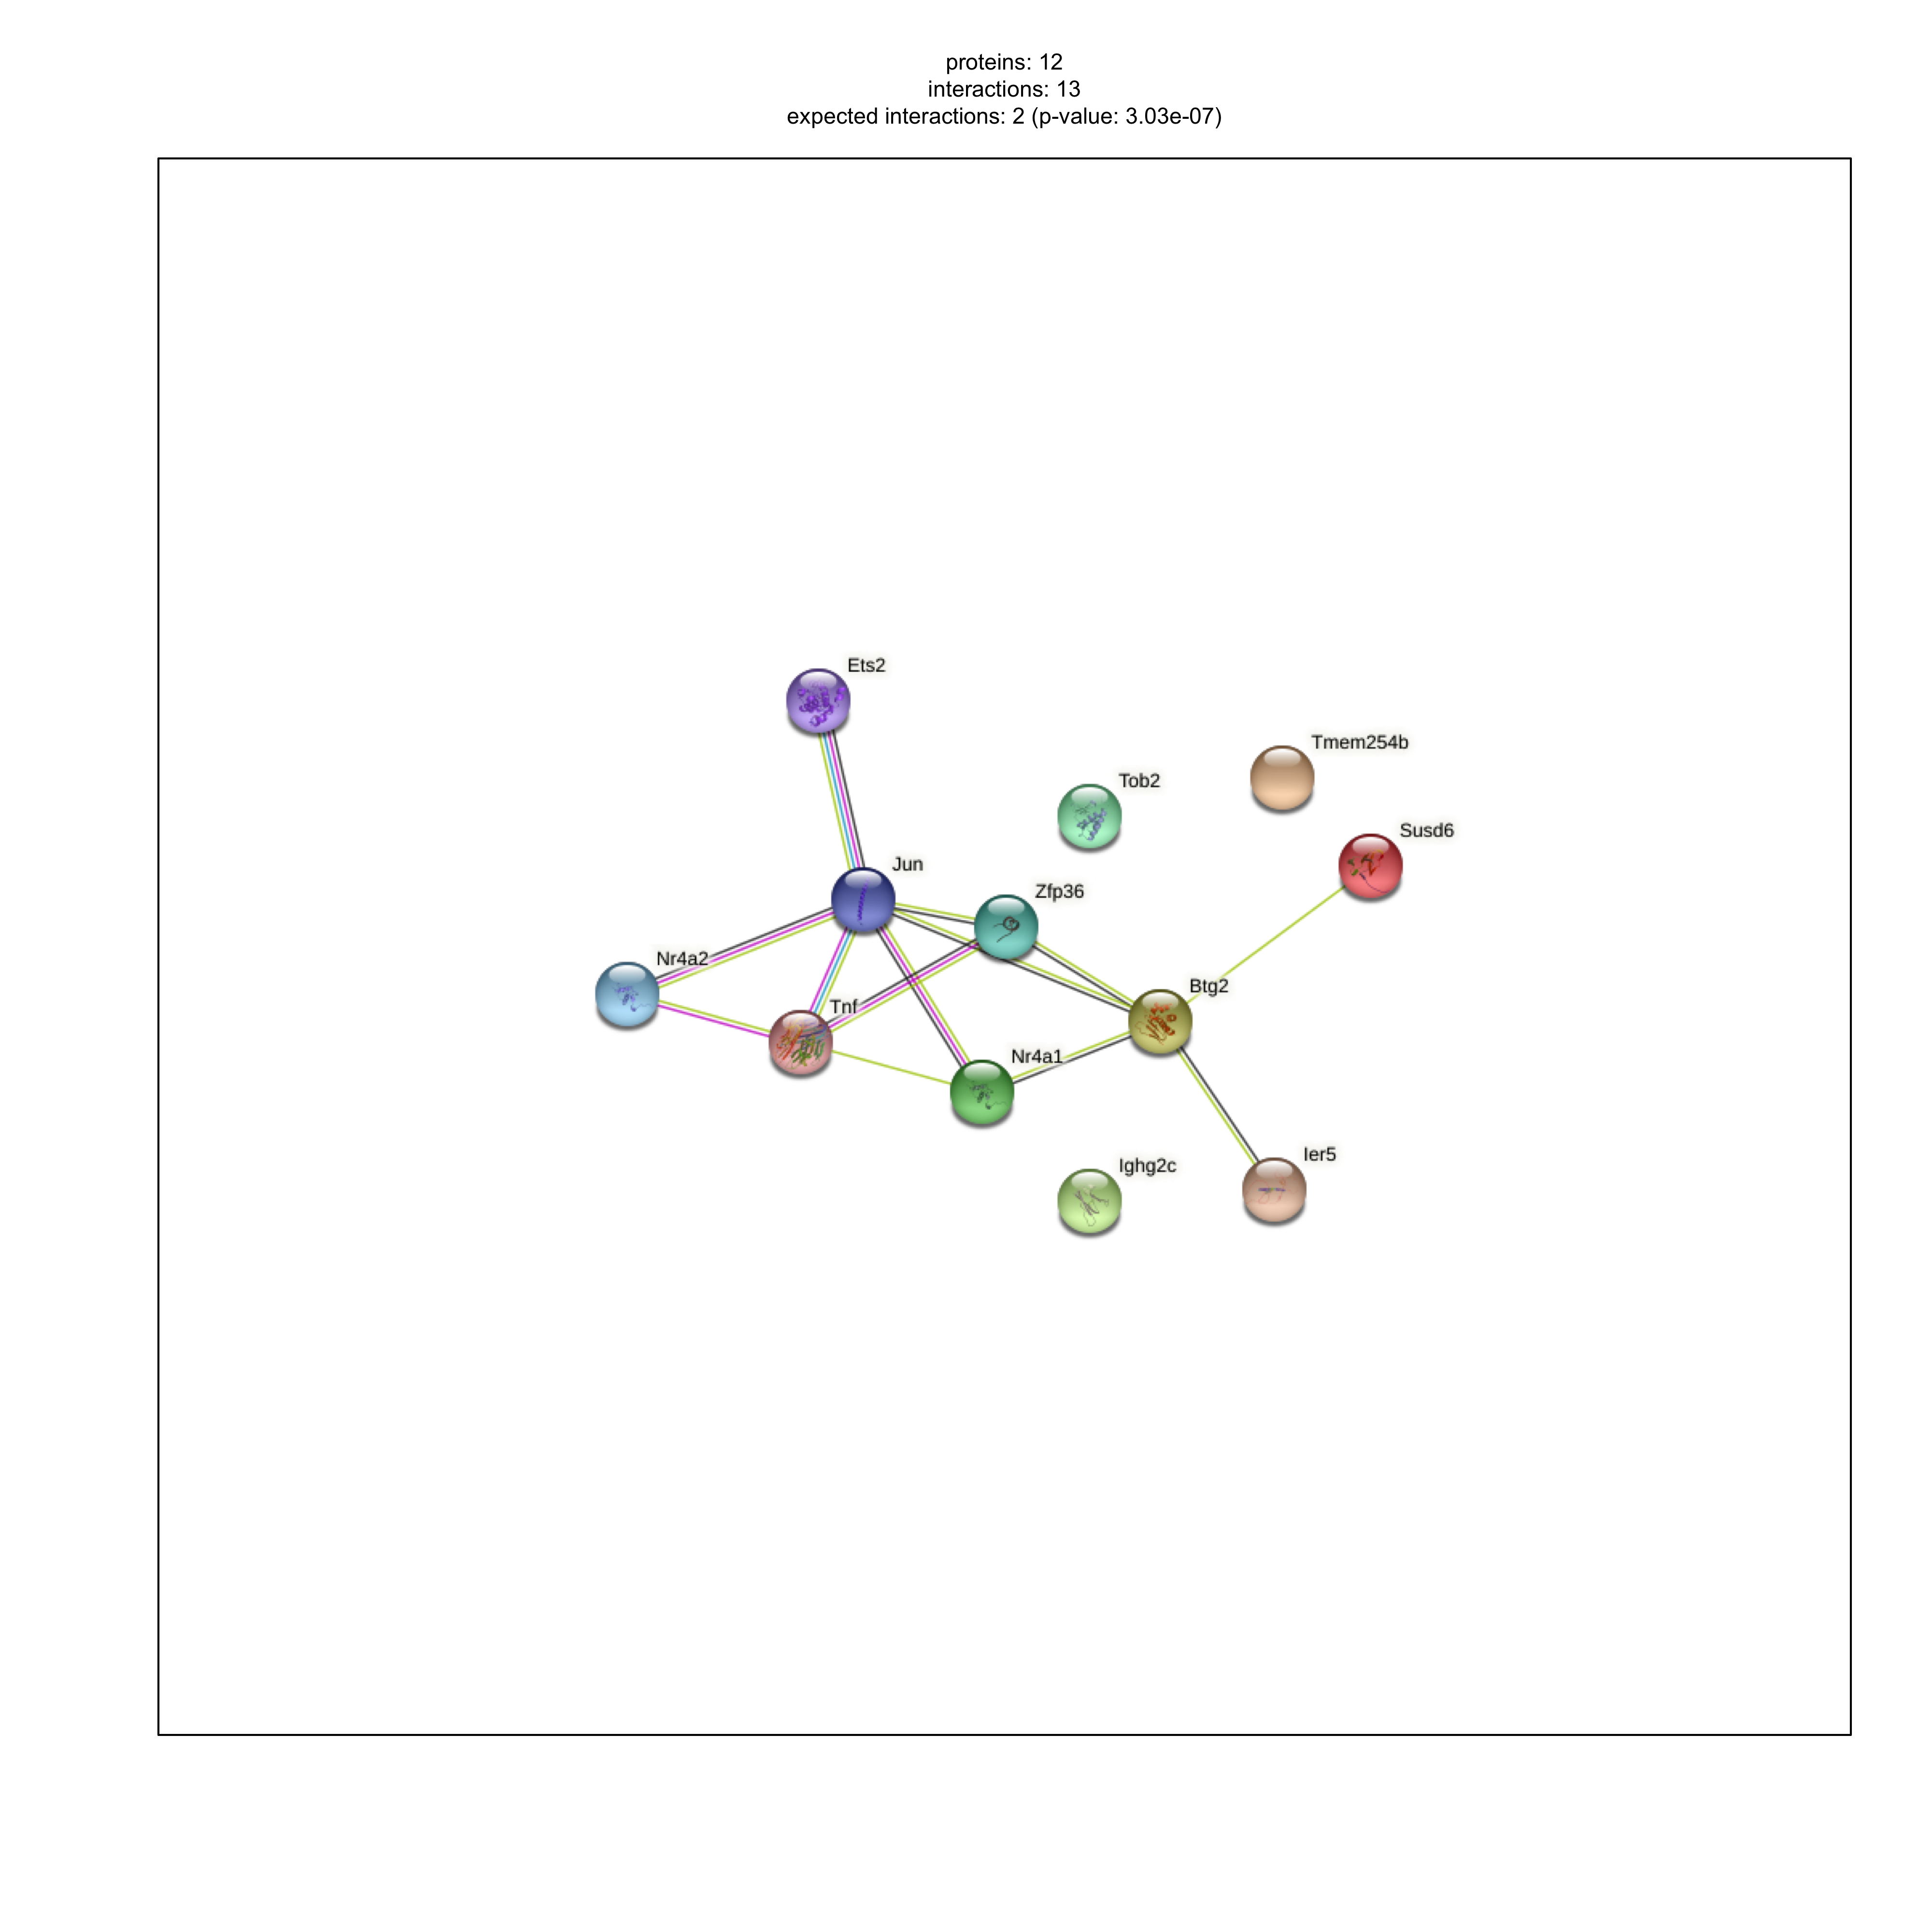 proteins: 12
interactions: 13
expected interactions: 2 (p-value: 3.03e-07)
Ets2
Tmem254b
Tob2
Susd6
Jun
Zfp36
Nr4a2
Btg2
Tnf
Nr4a1
Ier5
Ighg2c